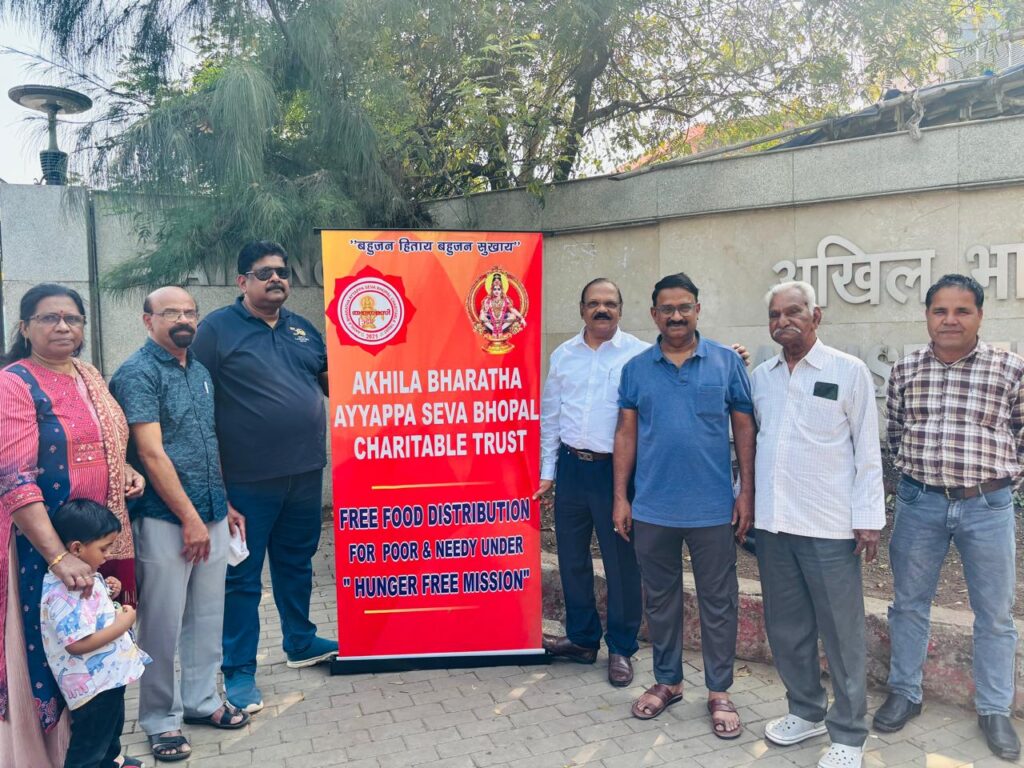 "बहुजन हिताय बहुजन सुखाय"
AKHILA BHARATHA
AYYAPPA SEVA BHOPAL
CHARITABLE TRUST
FREE FOOD DISTRIBUTION
FOR POOR & NEEDY UNDER
" HUNGER FREE MISSION"
अखिल भा